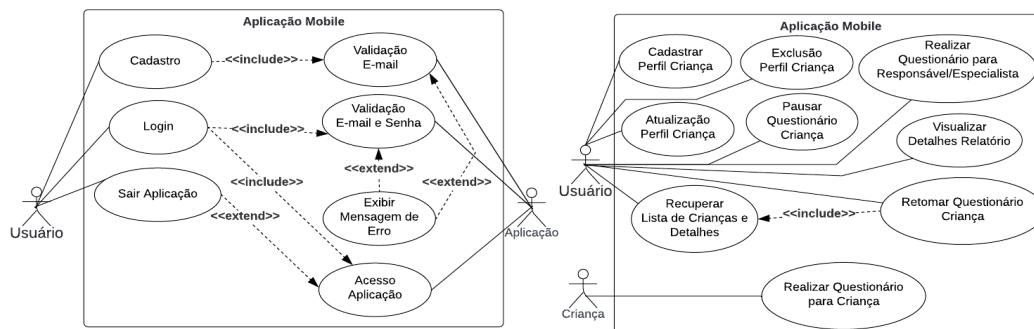 Aplicação Mobile
Cadastro
<<include>>
Validação
E-mail
Login
<<include>>
Validação
E-mail e Senha
<<include>>
<<extend>>
<<extend>>
Sair Aplicação
<<extend>>
Exibir
Mensagem de
Erro
Usuário
Aplicação
Acesso
Aplicação
Aplicação Mobile
Cadastrar
Perfil Criança
Exclusão
Perfil Criança
Realizar
Questionário para
Responsável/Especialista
Atualização
Perfil Criança
Pausar
Questionário
Criança
Visualizar
Detalhes Relatório
Usuário
Recuperar
Lista de Crianças e
Detalhes
<<include>>
Retomar Questionário
Criança
Criança
Realizar Questionário
para Criança